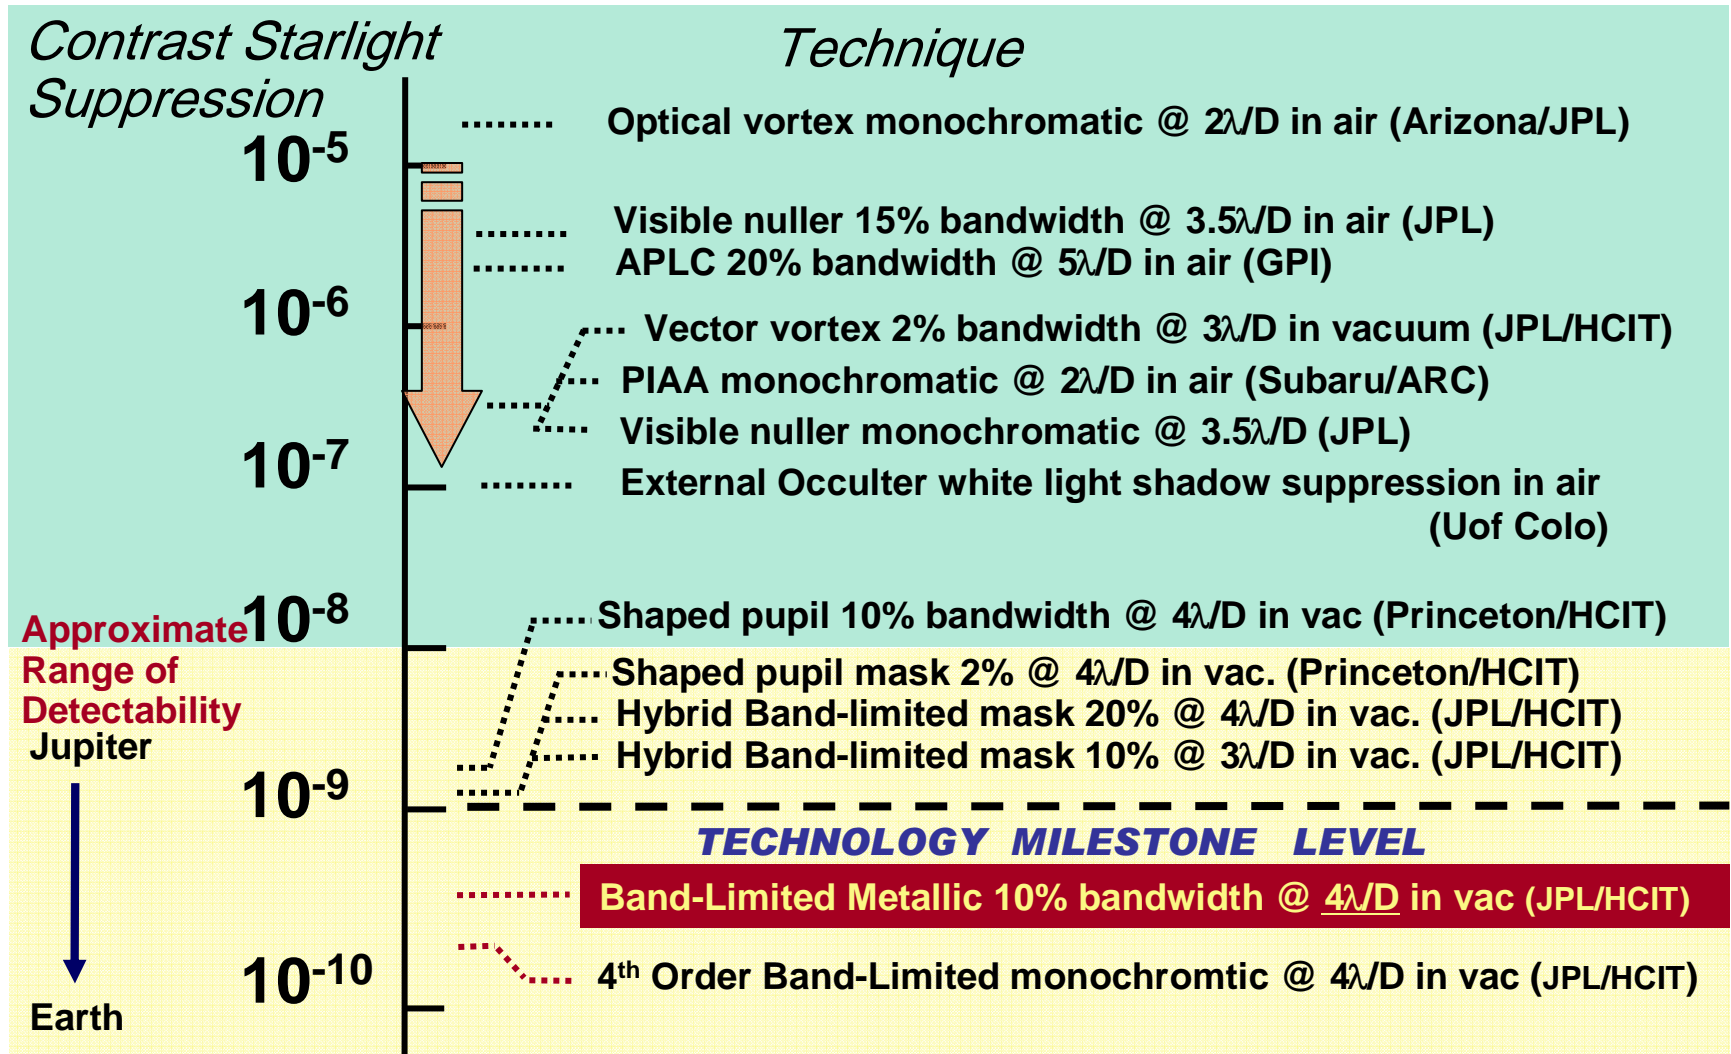 Contrast Starlight
Suppression
Technique
10-5
Optical vortex monochromatic @ 2λ/D in air (Arizona/JPL)
Visible nuller 15% bandwidth @ 3.5λ/D in air (JPL)
APLC 20% bandwidth @ 5λ/D in air (GPI)
10-6
Vector vortex 2% bandwidth @ 3λ/D in vacuum (JPL/HCIT)
PIAA monochromatic @ 2λ/D in air (Subaru/ARC)
Visible nuller monochromatic @ 3.5λ/D (JPL)
10-7
External Occulter white light shadow suppression in air
(Uof Colo)
10-8
Shaped pupil 10% bandwidth @ 4λ/D in vac (Princeton/HCIT)
Approximate
Range of
Detectability
Jupiter
Shaped pupil mask 2% @ 4λ/D in vac. (Princeton/HCIT)
Hybrid Band-limited mask 20% @ 4λ/D in vac. (JPL/HCIT)
Hybrid Band-limited mask 10% @ 3λ/D in vac. (JPL/HCIT)
10-9
TECHNOLOGY MILESTONE LEVEL
Band-Limited Metallic 10% bandwidth @ 4λ/D in vac (JPL/HCIT)
10-10
4th Order Band-Limited monochromtic @ 4λ/D in vac (JPL/HCIT)
Earth